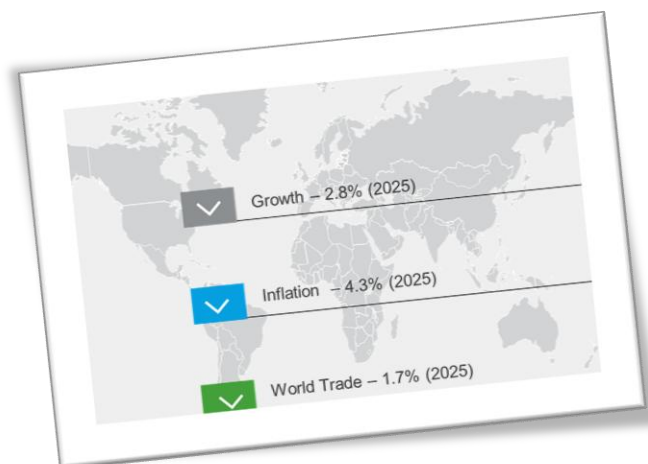 Growth – 2.8% (2025)
Inflation – 4.3% (2025)
World Trade – 1.7% (2025)